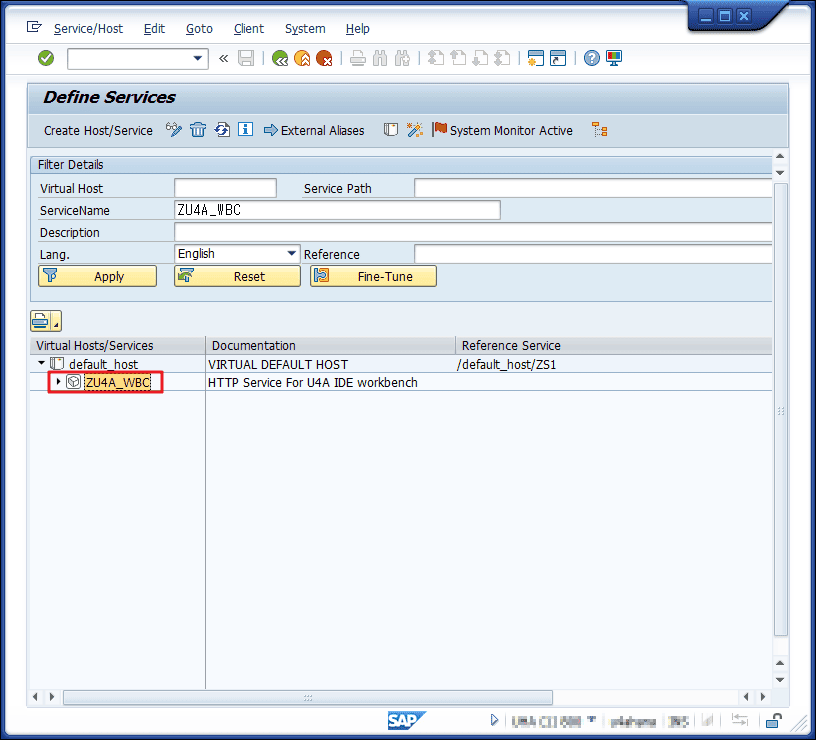 Service/Host Edit Goto Client System Help
Define Services
Create Host/Service External Aliases System Monitor Active
Filter Details
Virtual Host Service Path
ServiceName ZU4A_WBC
Description
Lang. English Reference
Apply Reset Fine-Tune
Virtual Hosts/Services Documentation Reference Service
default_host VIRTUAL DEFAULT HOST /default_host/ZS1
ZU4A_WBC HTTP Service For U4A IDE workbench
SAP